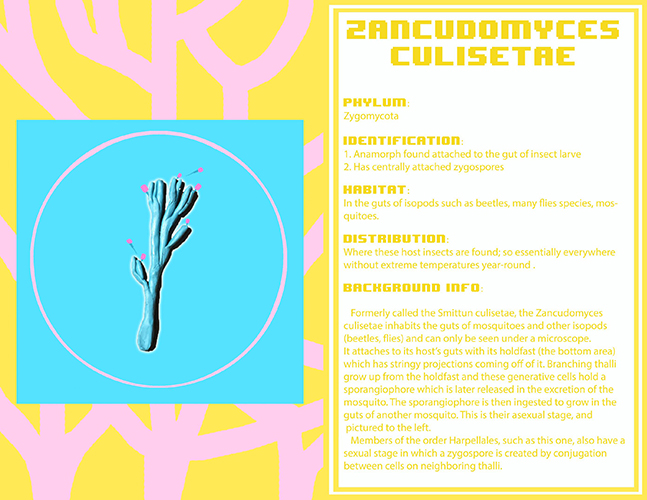 ZANCUDOMYCES
CULISETAE
PHYLUM:
Zygomycota
IDENTIFICATION:
1. Anamorph found attached to the gut of insect larve
2. Has centrally attached zygospores
HABITAT:
In the guts of isopods such as beetles, many flies species, mos-
quitoes.
DISTRIBUTION:
Where these host insects are found; so essentially everywhere
without extreme temperatures year-round .
BACKGROUND INFO:
Formerly called the Smittun culisetae, the Zancudomyces
culisetae inhabits the guts of mosquitoes and other isopods
(beetles, flies) and can only be seen under a microscope.
It attaches to its host's guts with its holdfast (the bottom area)
which has stringy projections coming off of it. Branching thalli
grow up from the holdfast and these generative cells hold a
sporangiophore which is later released in the excretion of the
mosquito. The sporangiophore is then ingested to grow in the
guts of another mosquito. This is their asexual stage, and
pictured to the left.
Members of the order Harpellales, such as this one, also have a
sexual stage in which a zygospore is created by conjugation
between cells on neighboring thalli.